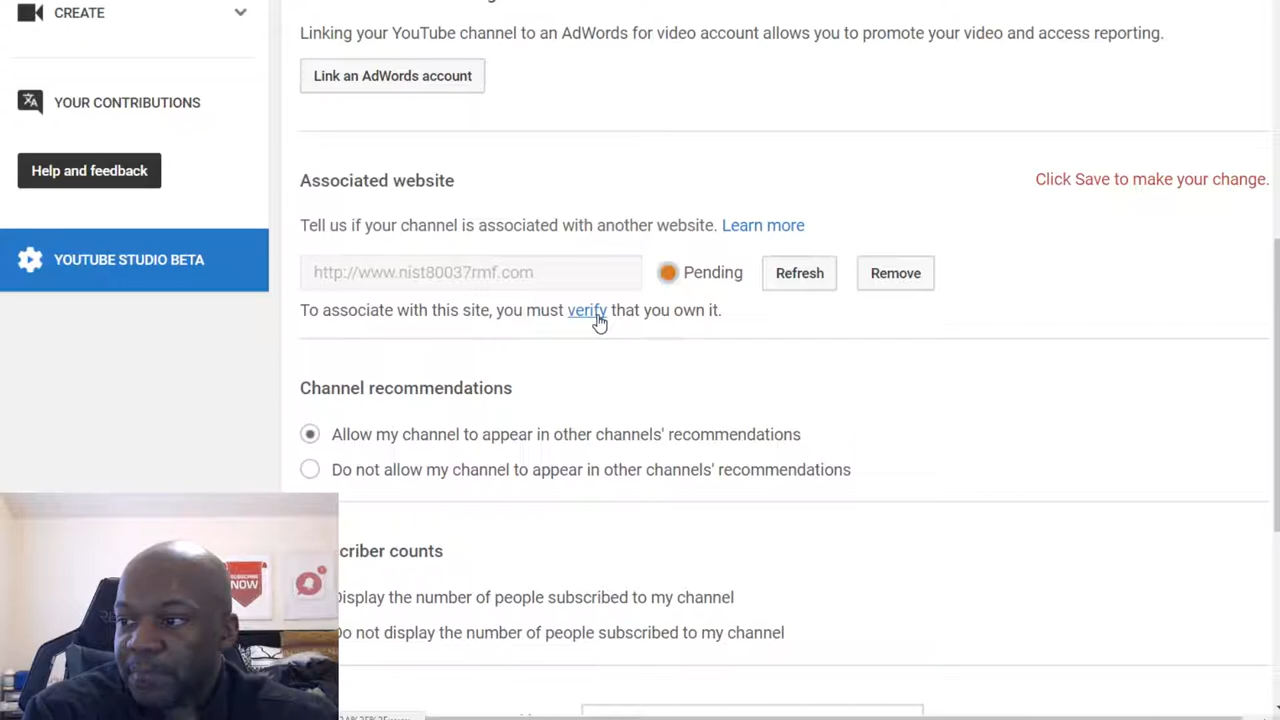 CREATE
Linking your YouTube channel to an AdWords for video account allows you to promote your video and access reporting.
Link an AdWords account
YOUR CONTRIBUTIONS
Help and feedback
Associated website
Click Save to make your change.
Tell us if your channel is associated with another website. Learn more
YOUTUBE STUDIO BETA
http://www.nist80037rmf.com
Pending
Refresh
Remove
To associate with this site, you must verify that you own it.
Channel recommendations
Allow my channel to appear in other channels' recommendations
Do not allow my channel to appear in other channels' recommendations
criber counts
Display the number of people subscribed to my channel
Do not display the number of people subscribed to my channel
SUBSCRIBE
NOW